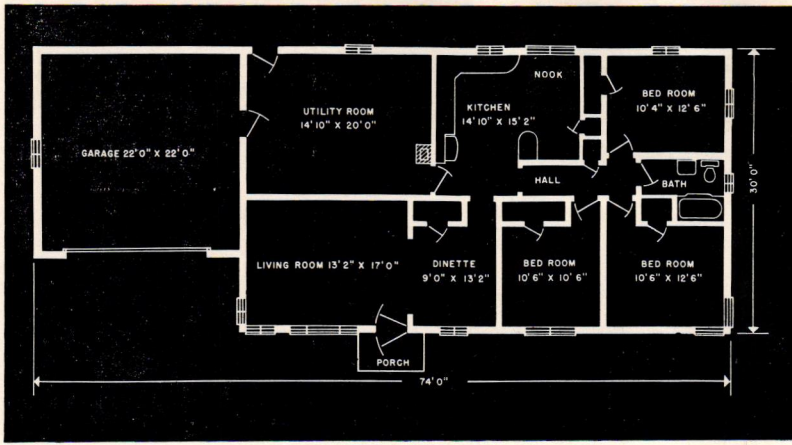 NOOK
BED ROOM
10'4" X 12'6"
UTILITY ROOM
14'10" X 20'0"
KITCHEN
14'10" X 15'2"
GARAGE 22'0" X 22'0"
HALL
BATH
30'0"
LIVING ROOM 13'2" X 17'0"
DINETTE
9'0" X 13'2"
BED ROOM
10'6" X 10'6"
BED ROOM
10'6" X 12'6"
PORCH
74'0"